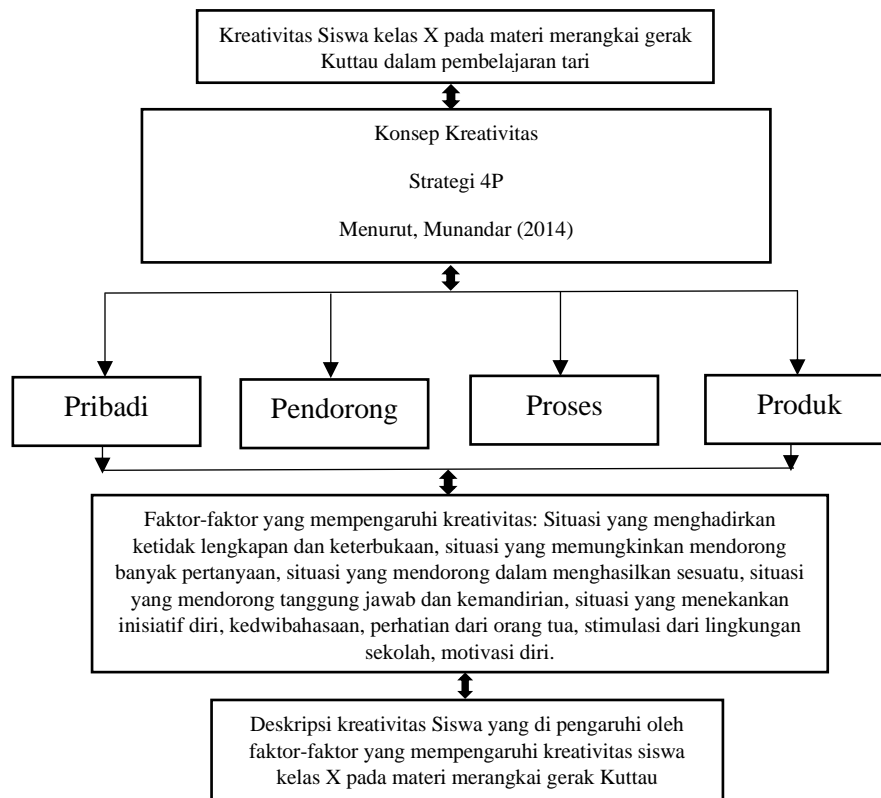 Kreativitas Siswa kelas X pada materi merangkai gerak
Kuttau dalam pembelajaran tari
Konsep Kreativitas
Strategi 4P
Menurut, Munandar (2014)
Pribadi
Pendorong
Proses
Produk
Faktor-faktor yang mempengaruhi kreativitas: Situasi yang menghadirkan
ketidak lengkapan dan keterbukaan, situasi yang memungkinkan mendorong
banyak pertanyaan, situasi yang mendorong dalam menghasilkan sesuatu, situasi
yang mendorong tanggung jawab dan kemandirian, situasi yang menekankan
inisiatif diri, kedwibahasaan, perhatian dari orang tua, stimulasi dari lingkungan
sekolah, motivasi diri.
Deskripsi kreativitas Siswa yang di pengaruhi oleh
faktor-faktor yang mempengaruhi kreativitas siswa
kelas X pada materi merangkai gerak Kuttau